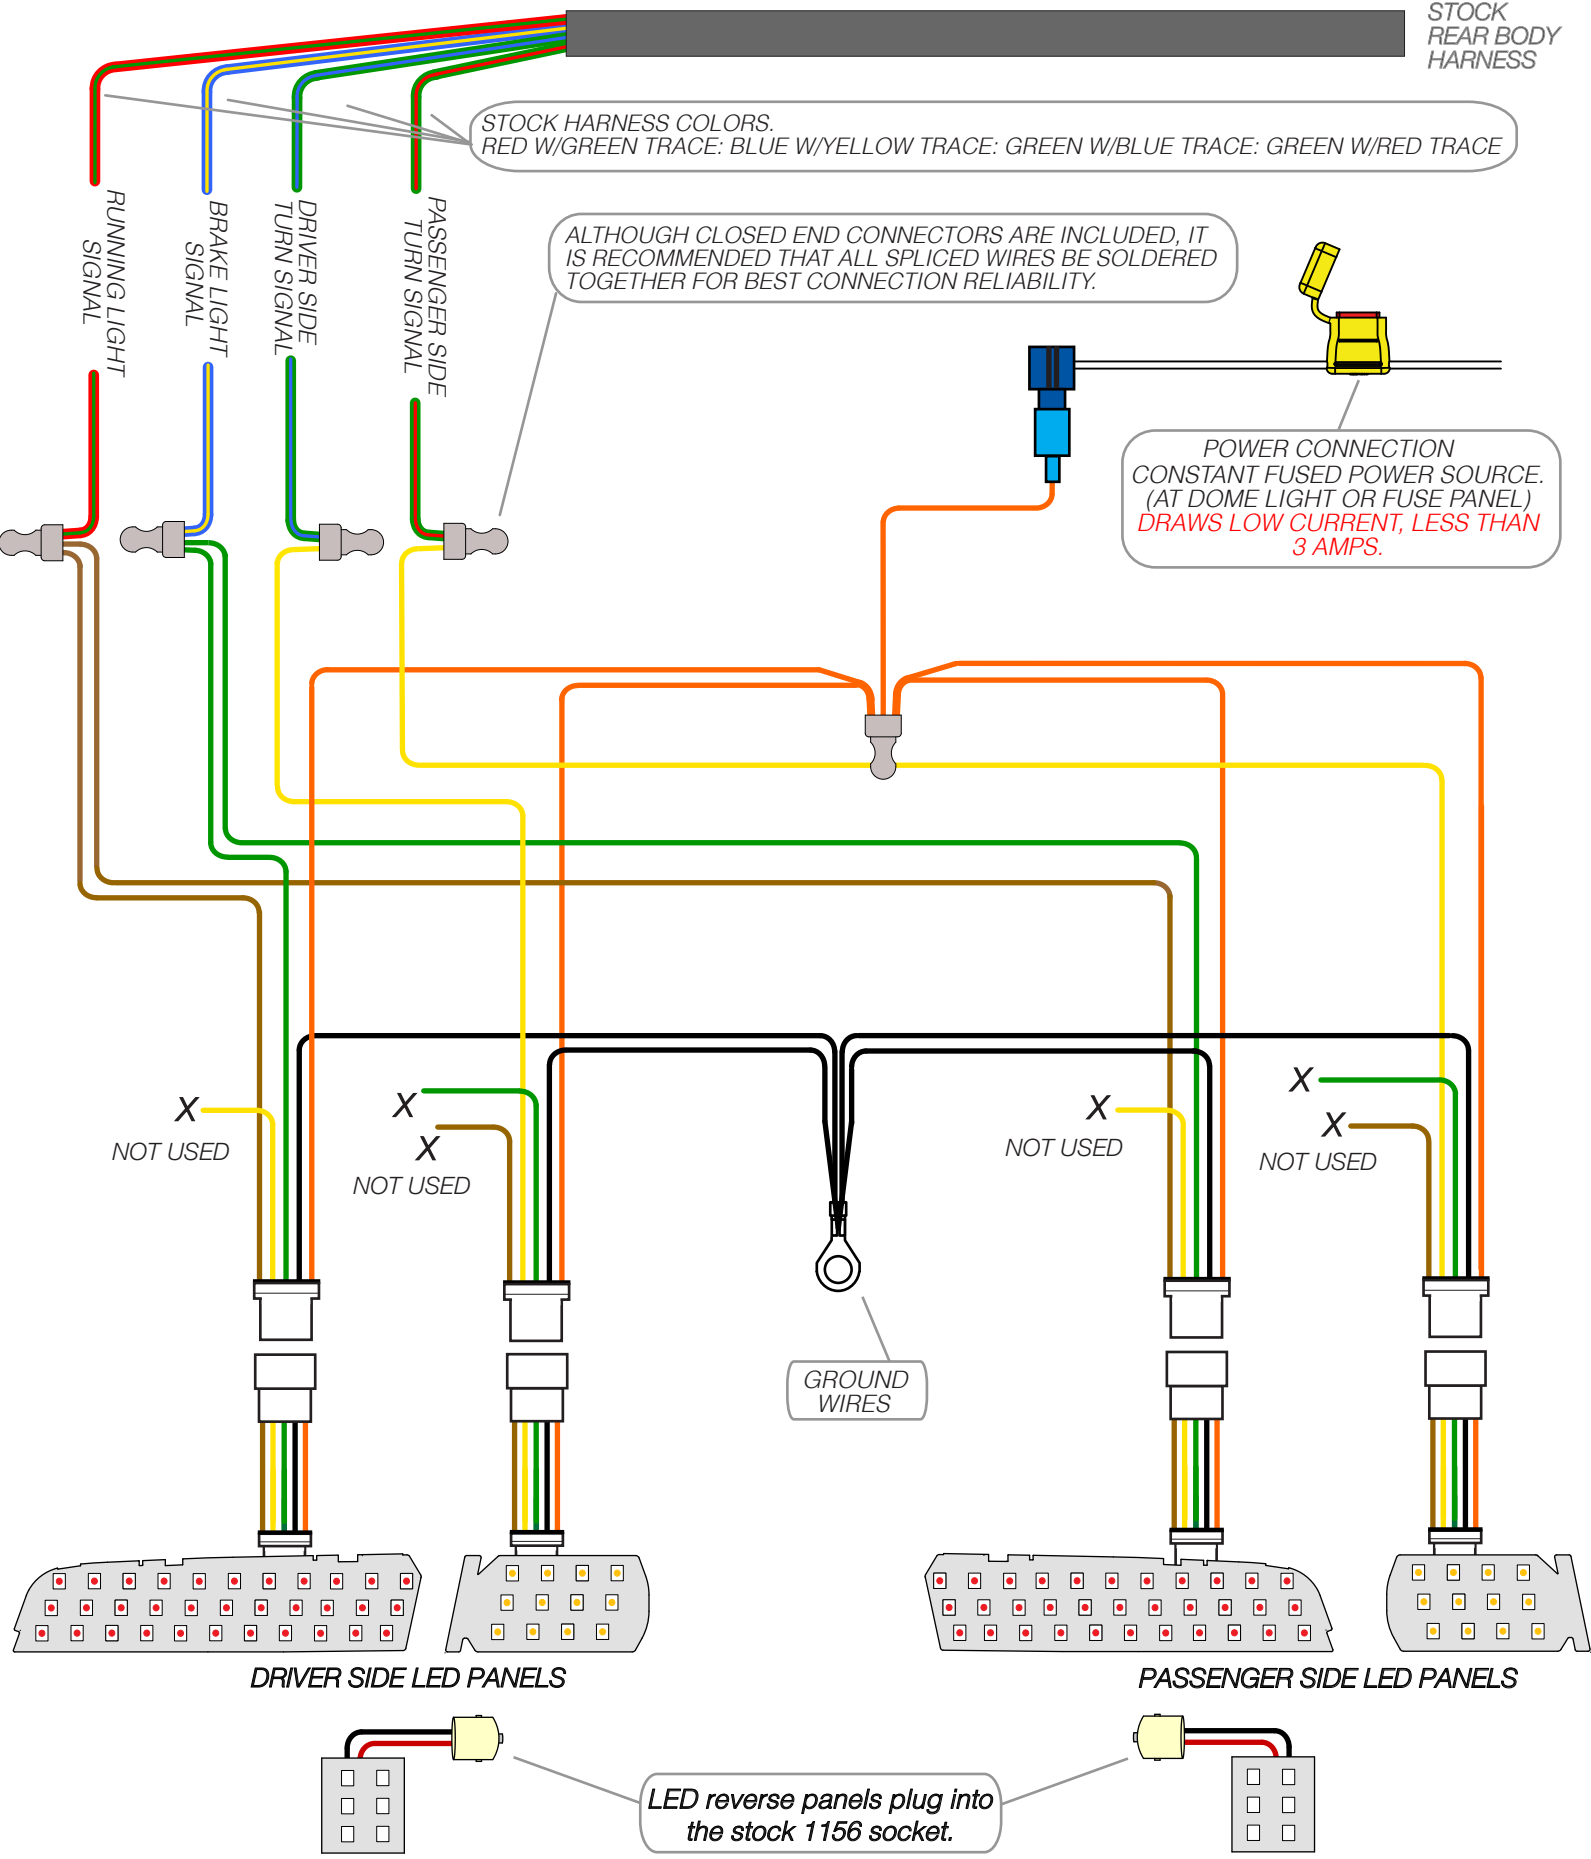 STOCK
REAR BODY
HARNESS
STOCK HARNESS COLORS.
RED W/GREEN TRACE: BLUE W/YELLOW TRACE: GREEN W/BLUE TRACE: GREEN W/RED TRACE
RUNNING LIGHT
SIGNAL
BRAKE LIGHT
SIGNAL
DRIVER SIDE
TURN SIGNAL
PASSENGER SIDE
TURN SIGNAL
ALTHOUGH CLOSED END CONNECTORS ARE INCLUDED, IT
IS RECOMMENDED THAT ALL SPLICED WIRES BE SOLDERED
TOGETHER FOR BEST CONNECTION RELIABILITY.
POWER CONNECTION
CONSTANT FUSED POWER SOURCE.
(AT DOME LIGHT OR FUSE PANEL)
DRAWS LOW CURRENT, LESS THAN
3 AMPS.
X
NOT USED
X
X
NOT USED
X
NOT USED
X
X
NOT USED
GROUND
WIRES
DRIVER SIDE LED PANELS
PASSENGER SIDE LED PANELS
LED reverse panels plug into
the stock 1156 socket.